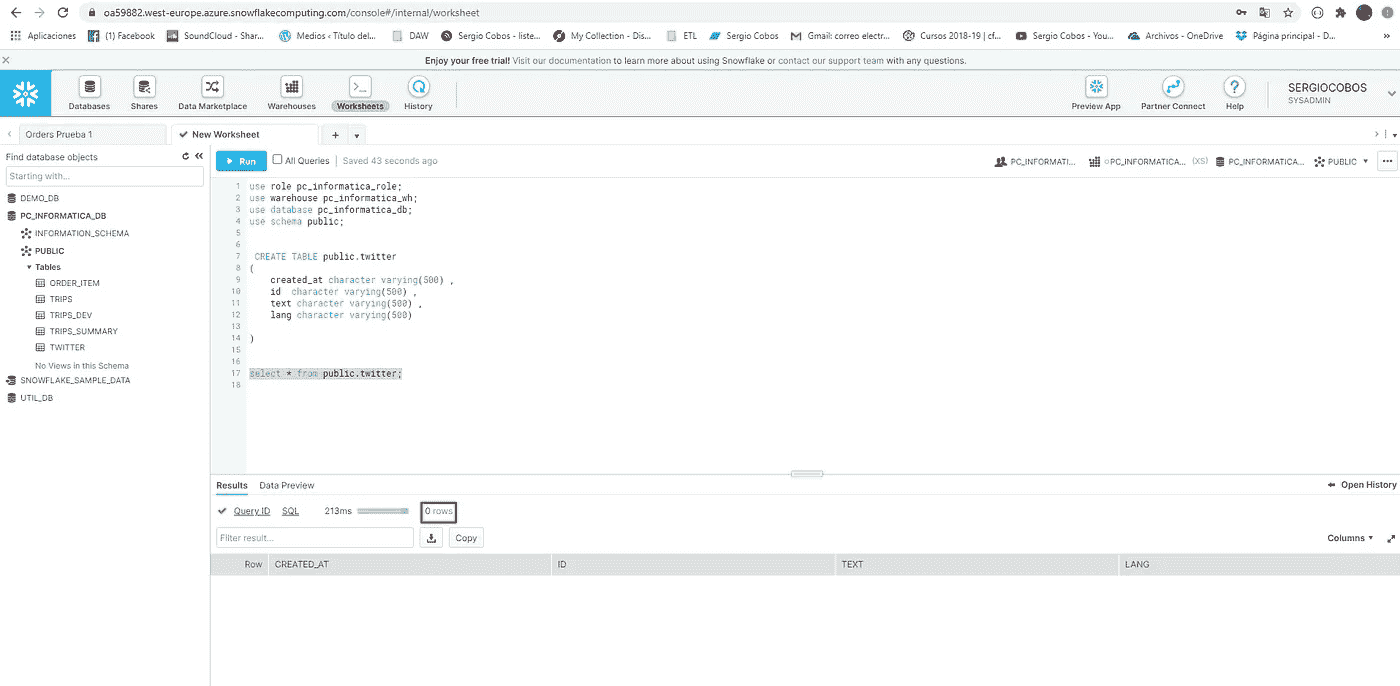 oa59882.west-europe.azure.snowflakecomputing.com/console#/internal/worksheet
Aplicaciones (1) Facebook SoundCloud - Shar... Medios ‹ Título del... DAW Sergio Cobos - liste... My Collection - Dis... ETL Sergio Cobos Gmail: correo electr... Cursos 2018-19 | cf... Sergio Cobos - You... Archivos - OneDrive Página principal - D... »
Enjoy your free trial! Visit our documentation to learn more about using Snowflake or contact our support team with any questions.
Databases Shares Data Marketplace Warehouses Worksheets History Preview App Partner Connect Help
SERGIOCOBOS
SYSADMIN
Orders Prueba 1 New Worksheet +
Find database objects
Starting with...
DEMO_DB
PC_INFORMATICA_DB
INFORMATION_SCHEMA
PUBLIC
Tables
ORDER_ITEM
TRIPS
TRIPS_DEV
TRIPS_SUMMARY
TWITTER
No Views in this Schema
SNOWFLAKE_SAMPLE_DATA
UTIL_DB
Run All Queries | Saved 43 seconds ago PC_INFORMATI... PC_INFORMATICA... (XS) PC_INFORMATICA... PUBLIC
1 use role pc_informatica_role;
2 use warehouse pc_informatica_wh;
3 use database pc_informatica_db;
4 use schema public;
5
6
7 CREATE TABLE public.twitter
8 (
9 created_at character varying(500) ,
10 id character varying(500) ,
11 text character varying(500) ,
12 lang character varying(500)
13
14 )
15
16
17 select * from public.twitter;
18
Results Data Preview Open History
Query ID SQL 213ms 0 rows
Filter result... Copy Columns
Row CREATED_AT ID TEXT LANG